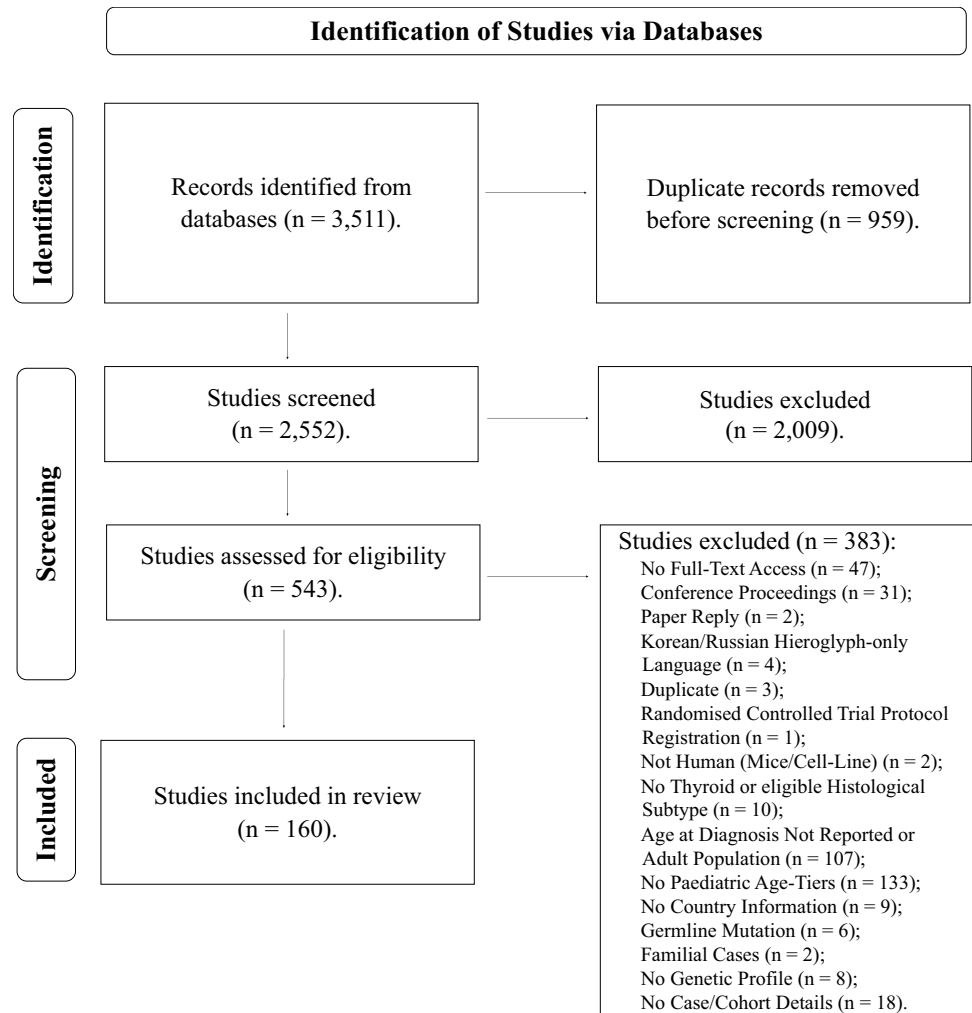 Identification of Studies via Databases
Identification
Records identified from
databases (n = 3,511).
Duplicate records removed
before screening (n = 959).
Screening
Studies screened
(n = 2,552).
Studies excluded
(n = 2,009).
Studies assessed for eligibility
(n = 543).
Studies excluded (n = 383):
No Full-Text Access (n = 47);
Conference Proceedings (n = 31);
Paper Reply (n = 2);
Korean/Russian Hieroglyph-only
Language (n = 4);
Duplicate (n = 3);
Randomised Controlled Trial Protocol
Registration (n = 1);
Not Human (Mice/Cell-Line) (n = 2);
No Thyroid or eligible Histological
Subtype (n = 10);
Age at Diagnosis Not Reported or
Adult Population (n = 107);
No Paediatric Age-Tiers (n = 133);
No Country Information (n = 9);
Germline Mutation (n = 6);
Familial Cases (n = 2);
No Genetic Profile (n = 8);
No Case/Cohort Details (n = 18).
Included
Studies included in review
(n = 160).